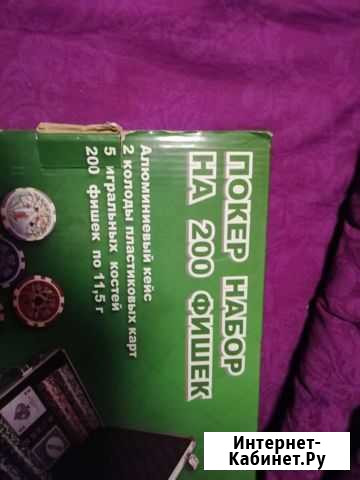 ПОКЕР НАБОР
НА 200 ФИШЕК
Алюминиевый кейс
2 колоды пластиковых карт
5 игральных костей
200 фишек по 11,5 г
Интернет-
Кабинет.Ру